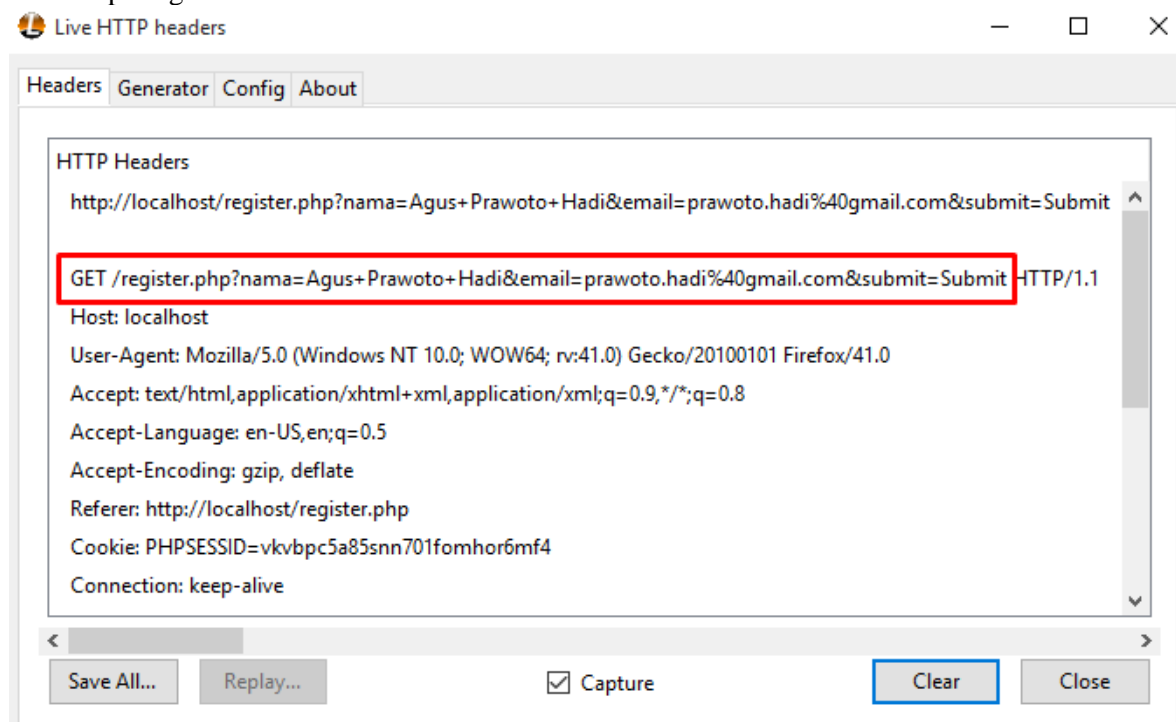 Live HTTP headers
Headers Generator Config About
HTTP Headers
http://localhost/register.php?nama=Agus+Prawoto+Hadi&email=prawoto.hadi%40gmail.com&submit=Submit
GET /register.php?nama=Agus+Prawoto+Hadi&email=prawoto.hadi%40gmail.com&submit=Submit HTTP/1.1
Host: localhost
User-Agent: Mozilla/5.0 (Windows NT 10.0; WOW64; rv:41.0) Gecko/20100101 Firefox/41.0
Accept: text/html,application/xhtml+xml,application/xml;q=0.9,*/*;q=0.8
Accept-Language: en-US,en;q=0.5
Accept-Encoding: gzip, deflate
Referer: http://localhost/register.php
Cookie: PHPSESSID=vkvbpc5a85snn701fomhor6mf4
Connection: keep-alive
Save All... Replay... Capture Clear Close